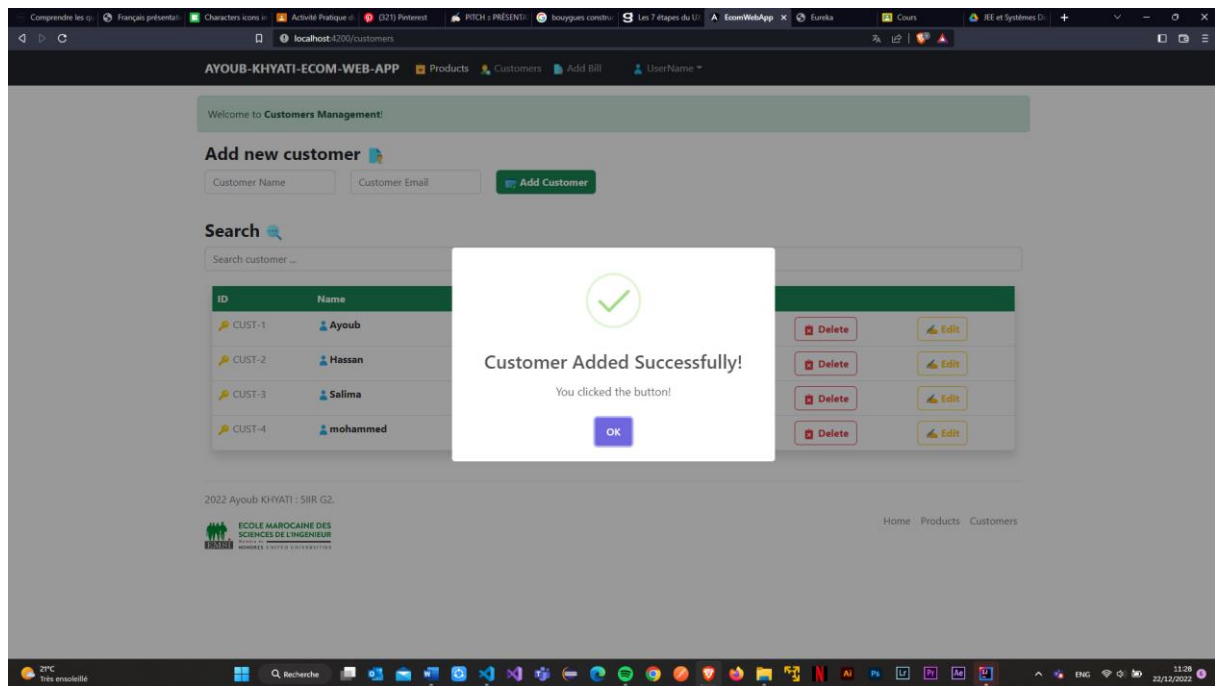 Comprendre les qu
Français présentati
Characters icons in
Activité Pratique d
(321) Pinterest
PITCH : PRÉSENTA
bouygues construc
Les 7 étapes du UX
EcomWebApp
Eureka
Cours
JEE et Systèmes Di
localhost:4200/customers
AYOUB-KHYATI-ECOM-WEB-APP Products Customers Add Bill UserName
Welcome to Customers Management!
Add new customer
Customer Name Customer Email Add Customer
Search
Search customer ...
ID Name
CUST-1 Ayoub Delete Edit
CUST-2 Hassan Delete Edit
CUST-3 Salima Delete Edit
CUST-4 mohammed Delete Edit
Customer Added Successfully!
You clicked the button!
OK
2022 Ayoub KHYATI : 5IIR G2.
Home Products Customers
ECOLE MAROCAINE DES
SCIENCES DE L'INGENIEUR
EMSI
HONORIS UNITED UNIVERSITIES
21°C
Très ensoleillé
Recherche
ENG
11:28
22/12/2022